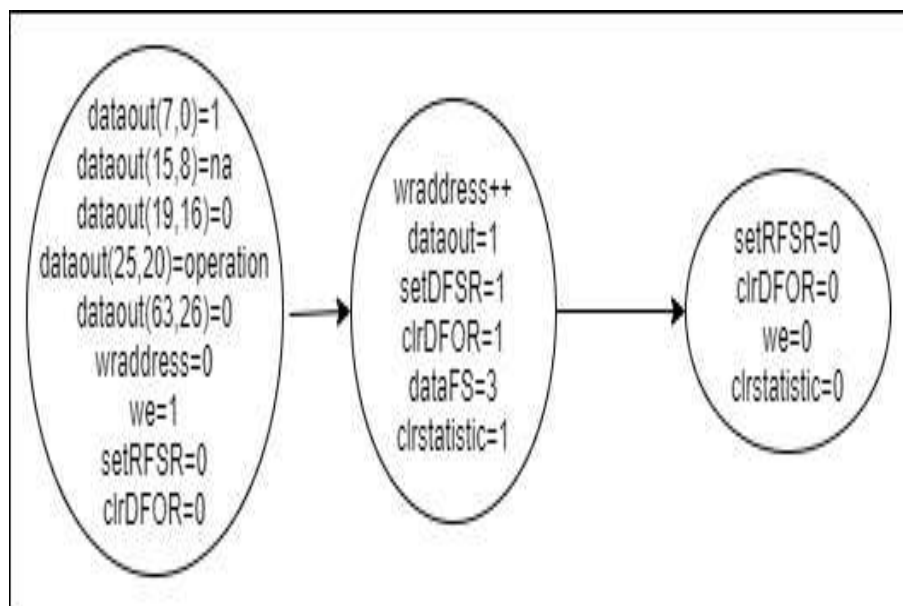 dataout(7,0)=1
dataout(15,8)=na
dataout(19,16)=0
dataout(25,20)=operation
dataout(63,26)=0
wraddress=0
we=1
setRFSR=0
clrDFOR=0
wraddress++
dataout=1
setDFSR=1
clrDFOR=1
dataFS=3
clrstatistic=1
setRFSR=0
clrDFOR=0
we=0
clrstatistic=0